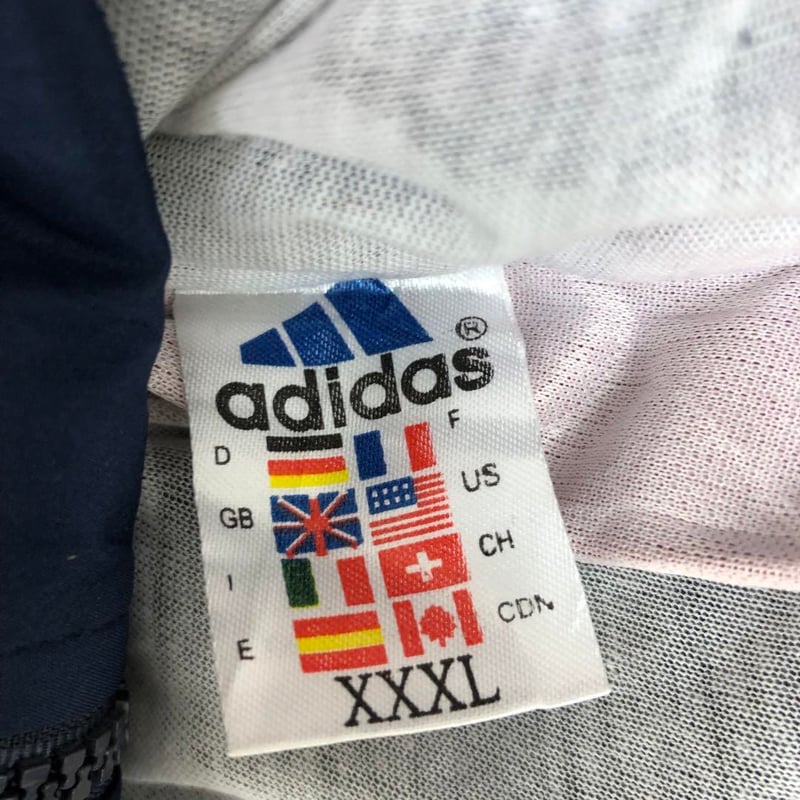 ®
adidas
D F
GB US
I CH
E CDN
XXXL